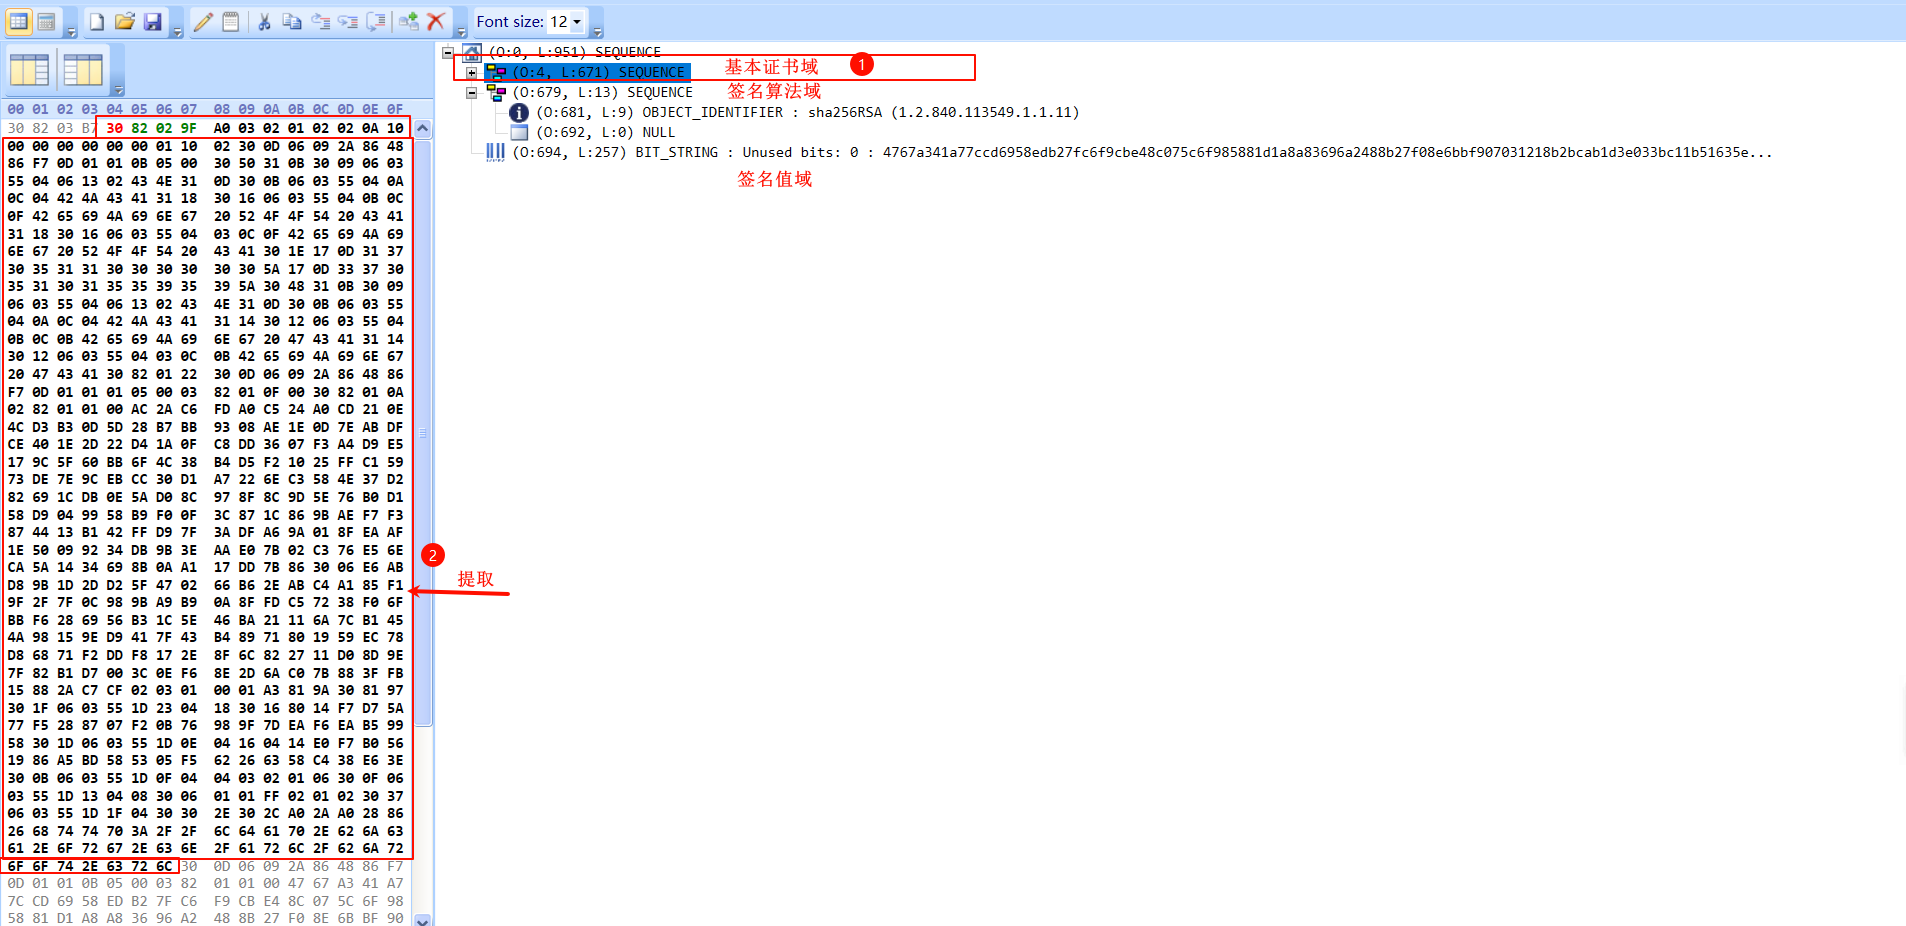 Font size: 12
00 01 02 03 04 05 06 07 08 09 0A 0B 0C 0D 0E 0F
30 82 03 B7 30 82 02 9F A0 03 02 01 02 02 0A 10
00 00 00 00 00 00 01 10 02 30 0D 06 09 2A 86 48
86 F7 0D 01 01 0B 05 00 30 50 31 0B 30 09 06 03
55 04 06 13 02 43 4E 31 0D 30 0B 06 03 55 04 0A
0C 04 42 4A 43 41 31 18 30 16 06 03 55 04 0B 0C
0F 42 65 69 4A 69 6E 67 20 52 4F 4F 54 20 43 41
31 18 30 16 06 03 55 04 03 0C 0F 42 65 69 4A 69
6E 67 20 52 4F 4F 54 20 43 41 30 1E 17 0D 31 37
30 35 31 31 30 30 30 30 30 30 5A 17 0D 33 37 30
35 31 30 31 35 35 39 35 39 5A 30 48 31 0B 30 09
06 03 55 04 06 13 02 43 4E 31 0D 30 0B 06 03 55
04 0A 0C 04 42 4A 43 41 31 14 30 12 06 03 55 04
0B 0C 0B 42 65 69 4A 69 6E 67 20 47 43 41 31 14
30 12 06 03 55 04 03 0C 0B 42 65 69 4A 69 6E 67
20 47 43 41 30 82 01 22 30 0D 06 09 2A 86 48 86
F7 0D 01 01 01 05 00 03 82 01 0F 00 30 82 01 0A
02 82 01 01 00 AC 2A C6 FD A0 C5 24 A0 CD 21 0E
4C D3 B3 0D 5D 28 B7 BB 93 08 AE 1E 0D 7E AB DF
CE 40 1E 2D 22 D4 1A 0F C8 DD 36 07 F3 A4 D9 E5
17 9C 5F 60 BB 6F 4C 38 B4 D5 F2 10 25 FF C1 59
73 DE 7E 9C EB CC 30 D1 A7 22 6E C3 58 4E 37 D2
82 69 1C DB 0E 5A D0 8C 97 8F 8C 9D 5E 76 B0 D1
58 D9 04 99 58 B9 F0 0F 3C 87 1C 86 9B AE F7 F3
87 44 13 B1 42 FF D9 7F 3A DF A6 9A 01 8F EA AF
1E 50 09 92 34 DB 9B 3E AA E0 7B 02 C3 76 E5 6E
CA 5A 14 34 69 8B 0A A1 17 DD 7B 86 30 06 E6 AB
D8 9B 1D 2D D2 5F 47 02 66 B6 2E AB C4 A1 85 F1
9F 2F 7F 0C 98 9B A9 B9 0A 8F FD C5 72 38 F0 6F
BB F6 28 69 56 B3 1C 5E 46 BA 21 11 6A 7C B1 45
4A 98 15 9E D9 41 7F 43 B4 89 71 80 19 59 EC 78
D8 68 71 F2 DD F8 17 2E 8F 6C 82 27 11 D0 8D 9E
7F 82 B1 D7 00 3C 0E F6 8E 2D 6A C0 7B 88 3F FB
15 88 2A C7 CF 02 03 01 00 01 A3 81 9A 30 81 97
30 1F 06 03 55 1D 23 04 18 30 16 80 14 F7 D7 5A
77 F5 28 87 07 F2 0B 76 98 9F 7D EA F6 EA B5 99
58 30 1D 06 03 55 1D 0E 04 16 04 14 E0 F7 B0 56
19 86 A5 BD 58 53 05 F5 62 26 63 58 C4 38 E6 3E
30 0B 06 03 55 1D 0F 04 04 03 02 01 06 30 0F 06
03 55 1D 13 04 08 30 06 01 01 FF 02 01 02 30 37
06 03 55 1D 1F 04 30 30 2E 30 2C A0 2A A0 28 86
26 68 74 74 70 3A 2F 2F 6C 64 61 70 2E 62 6A 63
61 2E 6F 72 67 2E 63 6E 2F 61 72 6C 2F 62 6A 72
6F 6F 74 2E 63 72 6C 30 0D 06 09 2A 86 48 86 F7
0D 01 01 0B 05 00 03 82 01 01 00 47 67 A3 41 A7
7C CD 69 58 ED B2 7F C6 F9 CB E4 8C 07 5C 6F 98
58 81 D1 A8 A8 36 96 A2 48 8B 27 F0 8E 6B BF 90
(O:0, L:951) SEQUENCE
(O:4, L:671) SEQUENCE 基本证书域 1
(O:679, L:13) SEQUENCE 签名算法域
(O:681, L:9) OBJECT_IDENTIFIER : sha256RSA (1.2.840.113549.1.1.11)
(O:692, L:0) NULL
(O:694, L:257) BIT_STRING : Unused bits: 0 : 4767a341a77ccd6958edb27fc6f9cbe48c075c6f985881d1a8a83696a2488b27f08e6bbf907031218b2bcab1d3e033bc11b51635e...
签名值域
2
提取